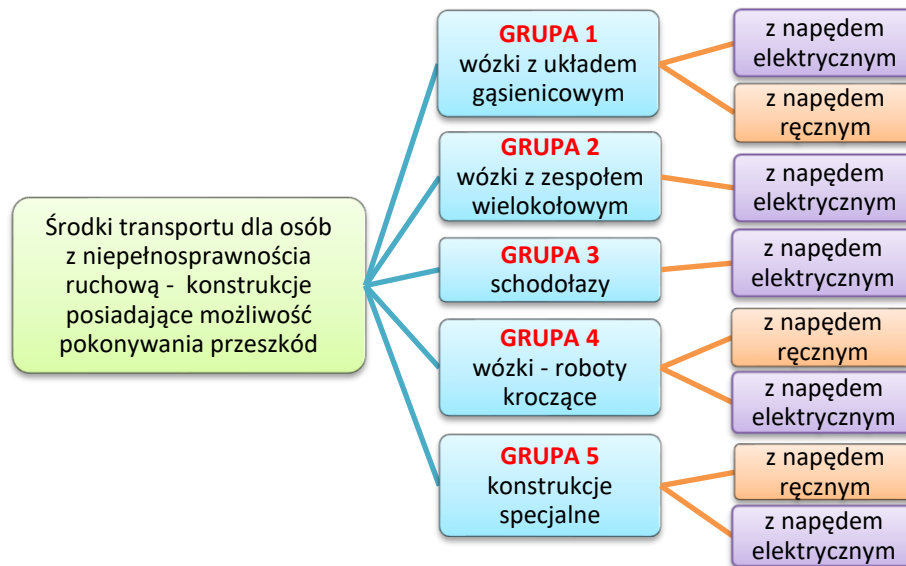 Środki transportu dla osób
z niepełnosprawnościa
ruchową - konstrukcje
posiadające możliwość
pokonywania przeszkód
GRUPA 1
wózki z układem
gąsienicowym
z napędem
elektrycznym
z napędem
ręcznym
GRUPA 2
wózki z zespołem
wielokołowym
z napędem
elektrycznym
GRUPA 3
schodołazy
z napędem
elektrycznym
GRUPA 4
wózki - roboty
kroczące
z napędem
ręcznym
z napędem
elektrycznym
GRUPA 5
konstrukcje
specjalne
z napędem
ręcznym
z napędem
elektrycznym